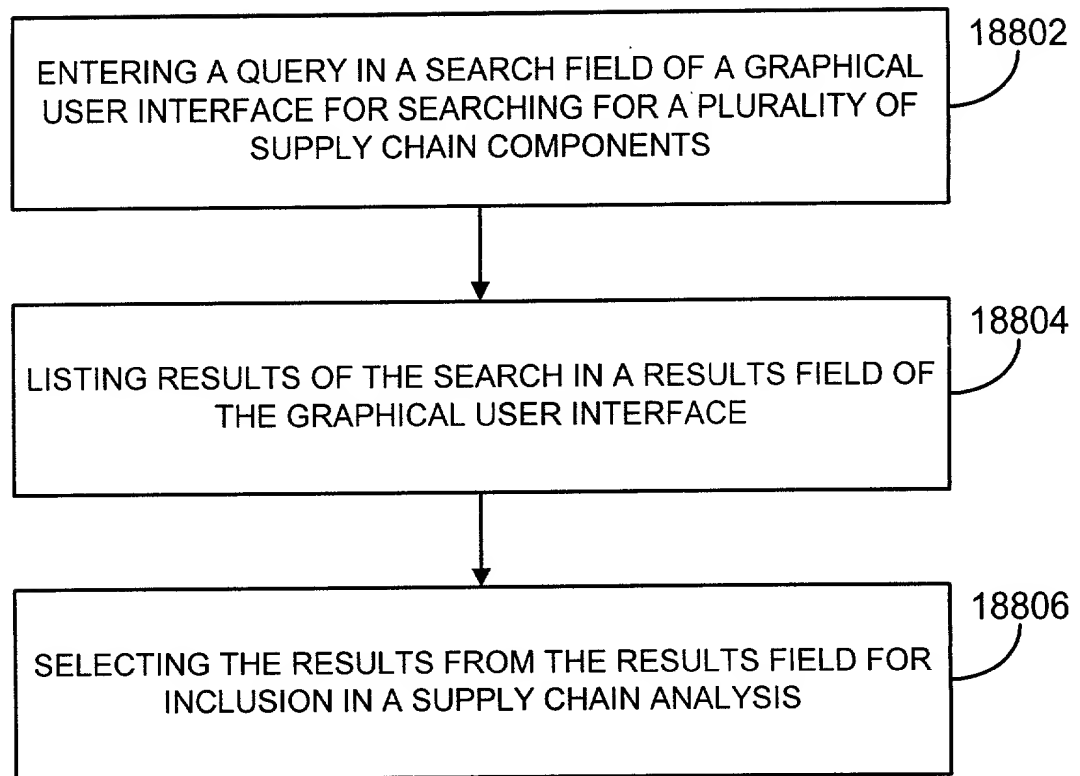 18802
ENTERING A QUERY IN A SEARCH FIELD OF A GRAPHICAL
USER INTERFACE FOR SEARCHING FOR A PLURALITY OF
SUPPLY CHAIN COMPONENTS
18804
LISTING RESULTS OF THE SEARCH IN A RESULTS FIELD OF
THE GRAPHICAL USER INTERFACE
18806
SELECTING THE RESULTS FROM THE RESULTS FIELD FOR
INCLUSION IN A SUPPLY CHAIN ANALYSIS